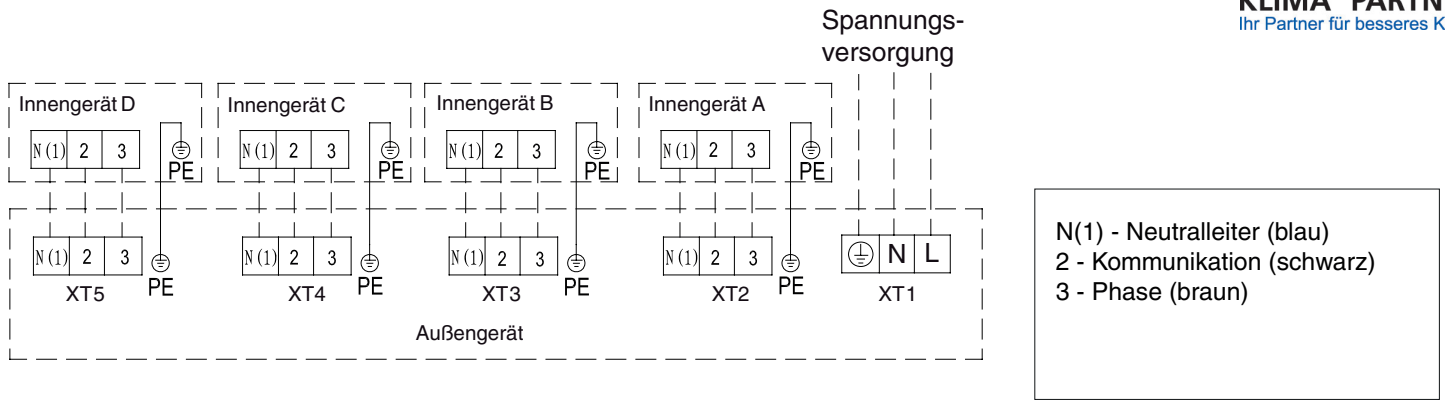 KLIMA PARTN
Ihr Partner für besseres K
Spannungs-
versorgung
Innengerät D
Innengerät C
Innengerät B
Innengerät A
N (1) 2 3
PE
N (1) 2 3
PE
N (1) 2 3
PE
N (1) 2 3
PE
N (1) 2 3
PE
N (1) 2 3
PE
N (1) 2 3
PE
N (1) 2 3
PE
N L
XT5
XT4
XT3
XT2
XT1
Außengerät
N(1) - Neutralleiter (blau)
2 - Kommunikation (schwarz)
3 - Phase (braun)